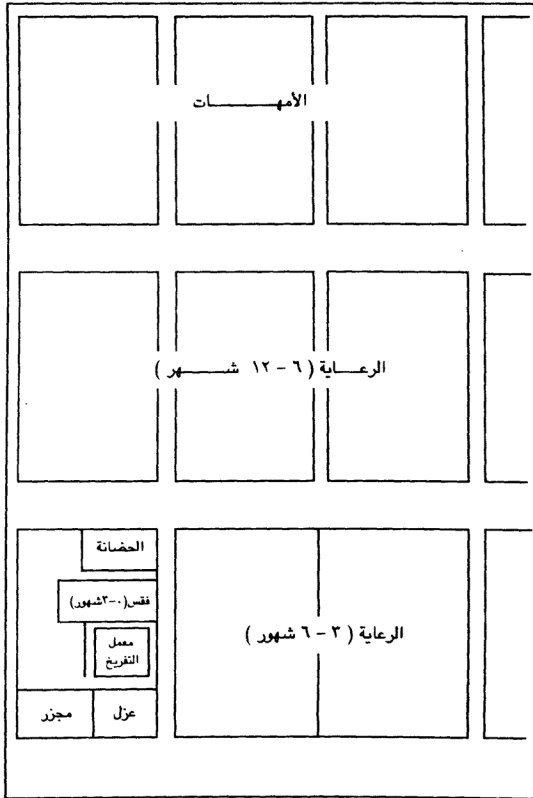 الأمهـــــات
الرعـــاية ( ٦ - ١٢ شـــــهر )
الحضانة
فقس(٠-٣شهور)
الرعاية ( ٣ - ٦ شهور )
معمل
التفريخ
عزل
مجزر